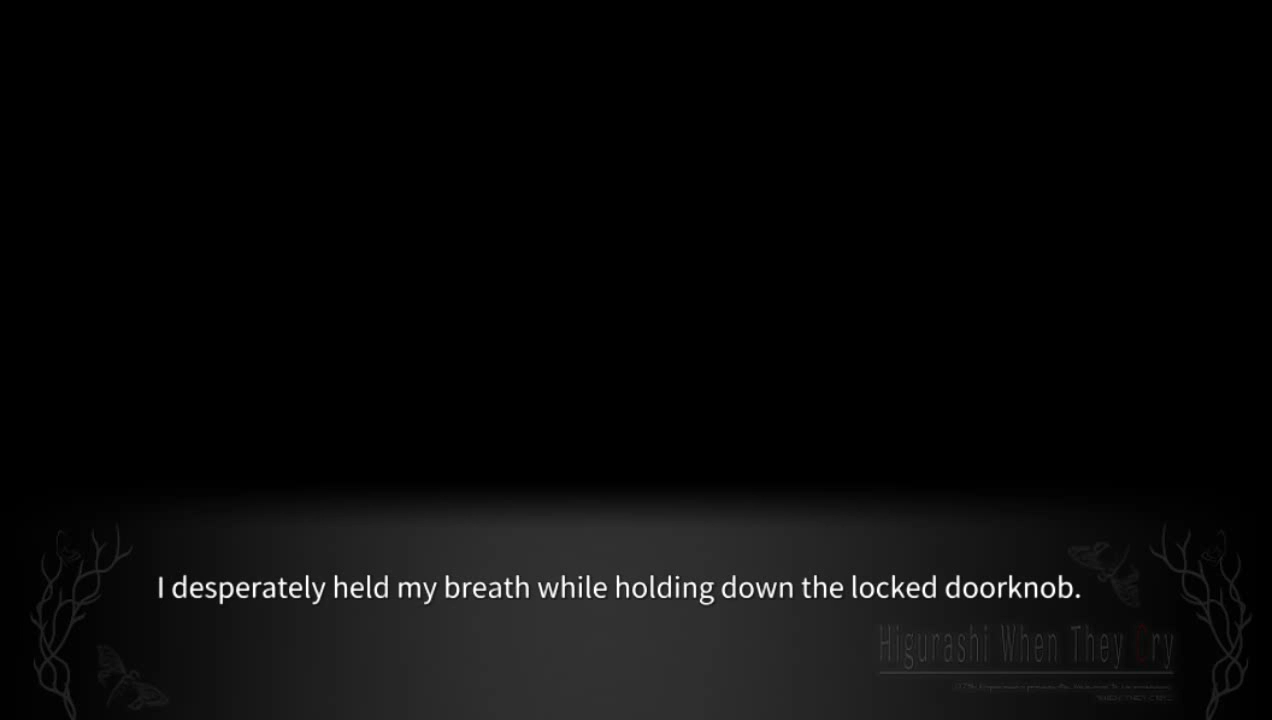 I desperately held my breath while holding down the locked doorknob.
Higurashi When They Cry